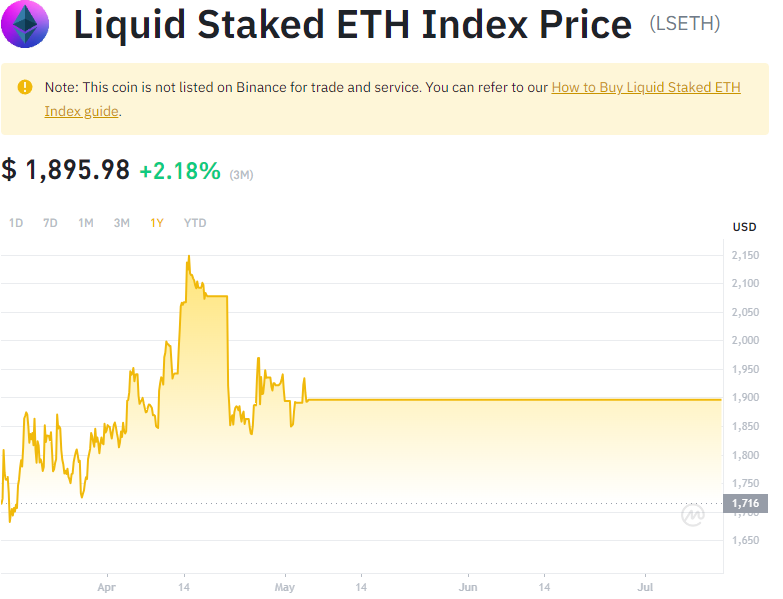 Liquid Staked ETH Index Price (LSETH)
Note: This coin is not listed on Binance for trade and service. You can refer to our How to Buy Liquid Staked ETH
Index guide.
$ 1,895.98 +2.18% (3M)
1D 7D 1M 3M 1Y YTD
USD
2,150
2,100
2,050
2,000
1,950
1,900
1,850
1,800
1,750
1,716
1,700
1,650
Apr 14 May 14 Jun 14 Jul